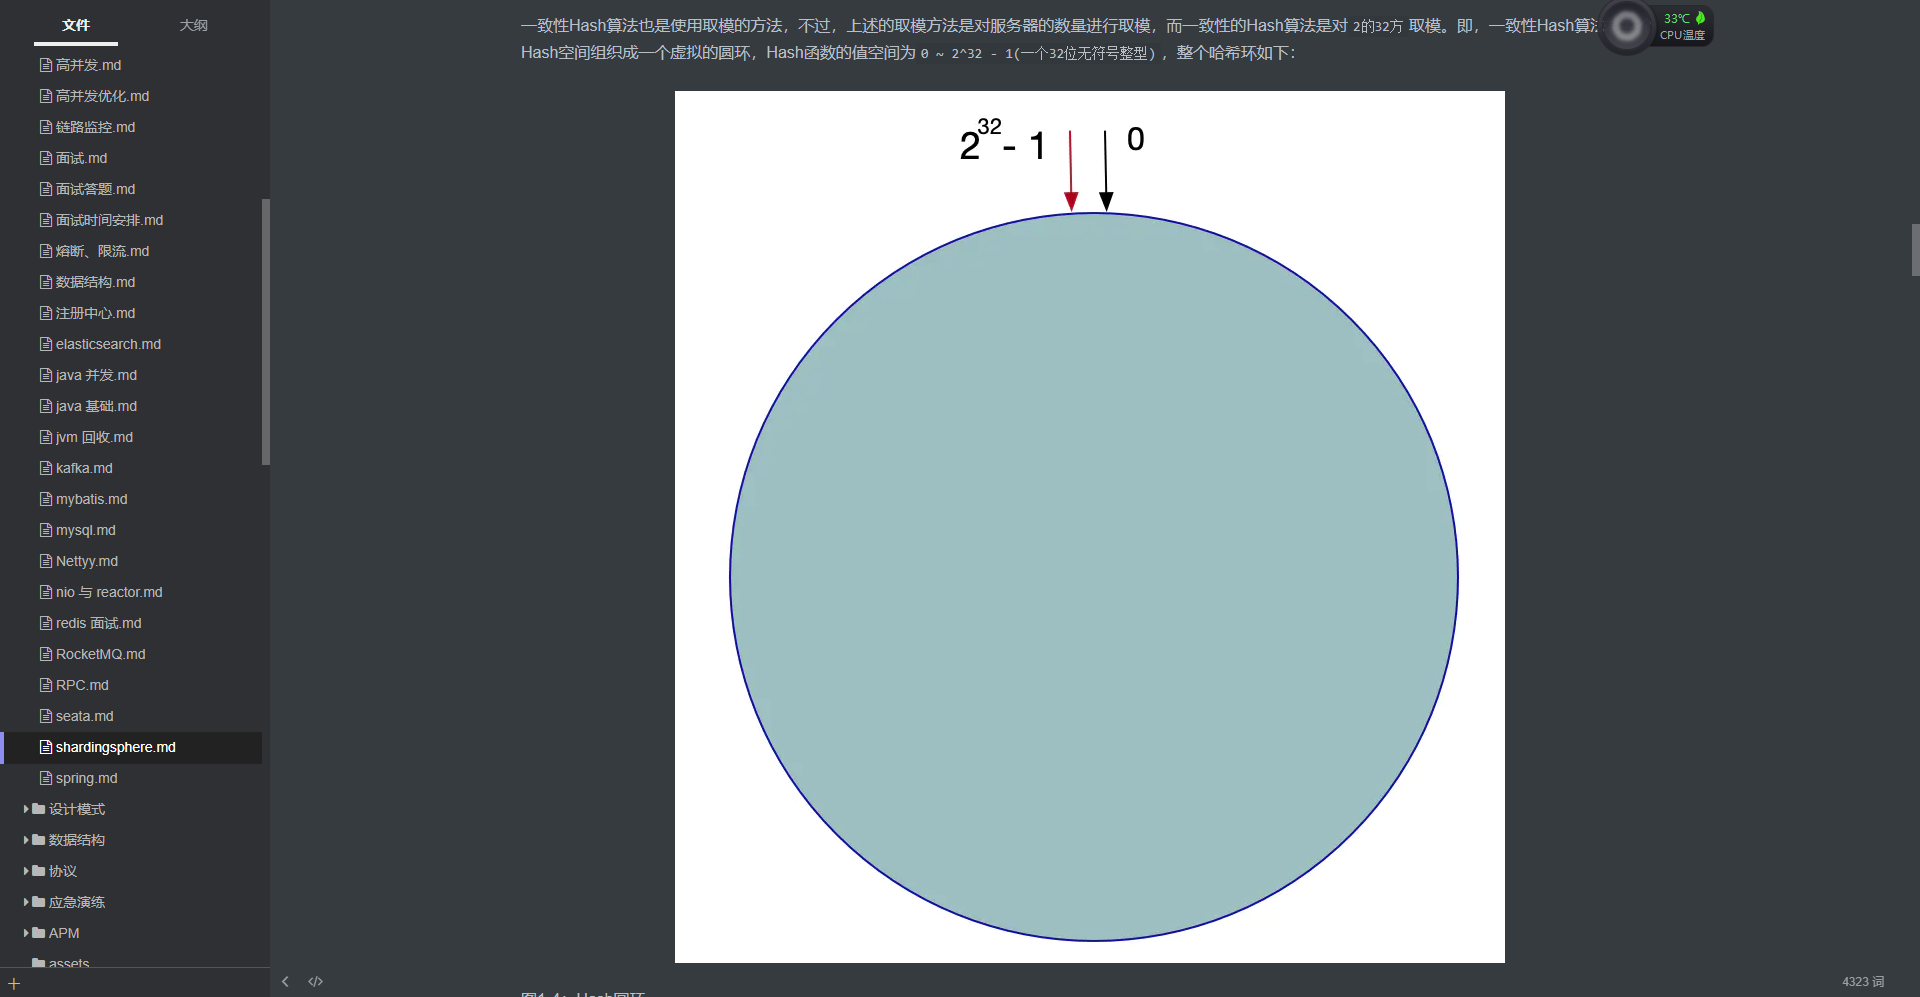 文件
大纲
高并发.md
高并发优化.md
链路监控.md
面试.md
面试答题.md
面试时间安排.md
熔断、限流.md
数据结构.md
注册中心.md
elasticsearch.md
java 并发.md
java 基础.md
jvm 回收.md
kafka.md
mybatis.md
mysql.md
Nettyy.md
nio 与 reactor.md
redis 面试.md
RocketMQ.md
RPC.md
seata.md
shardingsphere.md
spring.md
设计模式
数据结构
协议
应急演练
APM
assets
一致性Hash算法也是使用取模的方法，不过，上述的取模方法是对服务器的数量进行取模，而一致性的Hash算法是对 2的32方 取模。即，一致性Hash算法
Hash空间组织成一个虚拟的圆环，Hash函数的值空间为 0 ~ 2^32 - 1(一个32位无符号整型)，整个哈希环如下：
33℃
CPU温度
2^32 - 1
0
图1-4：Hash圆环
4323 词